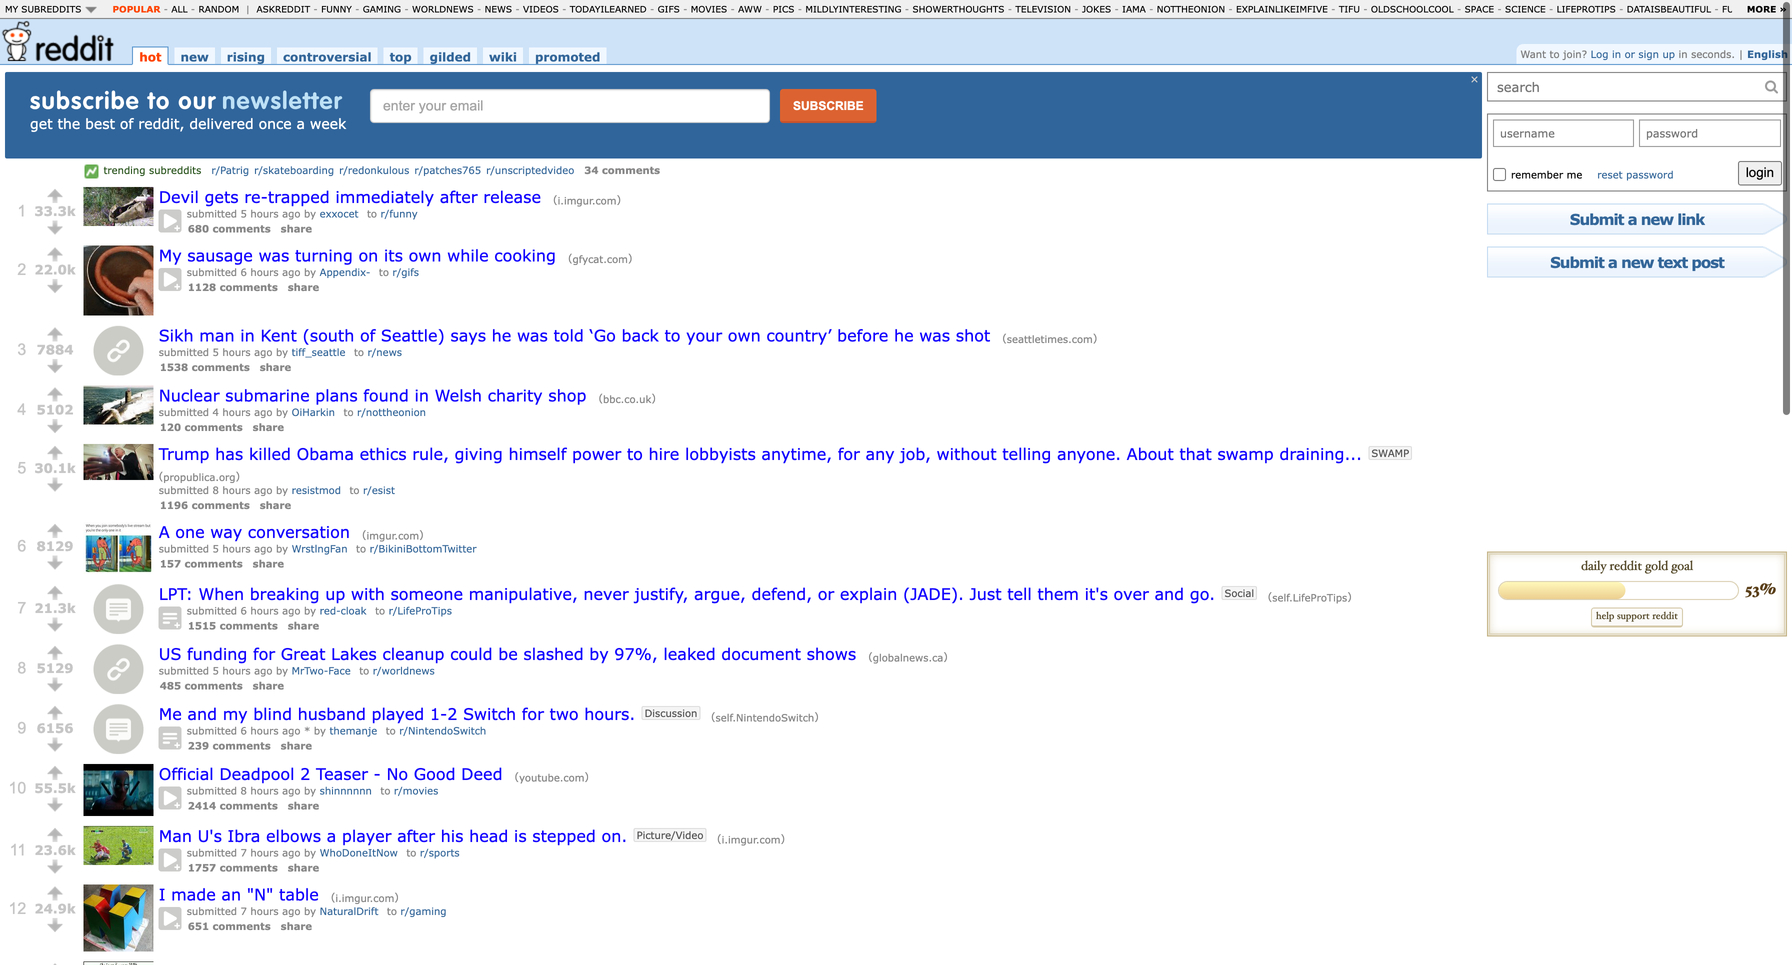 MY SUBREDDITS POPULAR - ALL - RANDOM | ASKREDDIT - FUNNY - GAMING - WORLDNEWS - NEWS - VIDEOS - TODAYILEARNED - GIFS - MOVIES - AWW - PICS - MILDLYINTERESTING - SHOWERTHOUGHTS - TELEVISION - JOKES - IAMA - NOTTHEONION - EXPLAINLIKEIMFIVE - TIFU - OLDSCHOOLCOOL - SPACE - SCIENCE - LIFEPROTIPS - DATAISBEAUTIFUL - FU MORE »
reddit hot new rising controversial top gilded wiki promoted
Want to join? Log in or sign up in seconds. | English
subscribe to our newsletter
get the best of reddit, delivered once a week
enter your email
SUBSCRIBE
×
search
username password
remember me reset password login
Submit a new link
Submit a new text post
daily reddit gold goal
53%
help support reddit
trending subreddits r/Patrig r/skateboarding r/redonkulous r/patches765 r/unscriptedvideo 34 comments
1 33.3k
Devil gets re-trapped immediately after release (i.imgur.com)
submitted 5 hours ago by exxocet to r/funny
680 comments share
2 22.0k
My sausage was turning on its own while cooking (gfycat.com)
submitted 6 hours ago by Appendix- to r/gifs
1128 comments share
3 7884
Sikh man in Kent (south of Seattle) says he was told ‘Go back to your own country’ before he was shot (seattletimes.com)
submitted 5 hours ago by tiff_seattle to r/news
1538 comments share
4 5102
Nuclear submarine plans found in Welsh charity shop (bbc.co.uk)
submitted 4 hours ago by OiHarkin to r/nottheonion
120 comments share
5 30.1k
Trump has killed Obama ethics rule, giving himself power to hire lobbyists anytime, for any job, without telling anyone. About that swamp draining... SWAMP
(propublica.org)
submitted 8 hours ago by resistmod to r/esist
1196 comments share
6 8129
A one way conversation (imgur.com)
submitted 5 hours ago by WrstIngFan to r/BikiniBottomTwitter
157 comments share
7 21.3k
LPT: When breaking up with someone manipulative, never justify, argue, defend, or explain (JADE). Just tell them it's over and go. Social (self.LifeProTips)
submitted 6 hours ago by red-cloak to r/LifeProTips
1515 comments share
8 5129
US funding for Great Lakes cleanup could be slashed by 97%, leaked document shows (globalnews.ca)
submitted 5 hours ago by MrTwo-Face to r/worldnews
485 comments share
9 6156
Me and my blind husband played 1-2 Switch for two hours. Discussion (self.NintendoSwitch)
submitted 6 hours ago * by themanje to r/NintendoSwitch
239 comments share
10 55.5k
Official Deadpool 2 Teaser - No Good Deed (youtube.com)
submitted 8 hours ago by shinnnnnn to r/movies
2414 comments share
11 23.6k
Man U's Ibra elbows a player after his head is stepped on. Picture/Video (i.imgur.com)
submitted 7 hours ago by WhoDoneItNow to r/sports
1757 comments share
12 24.9k
I made an "N" table (i.imgur.com)
submitted 7 hours ago by NaturalDrift to r/gaming
651 comments share